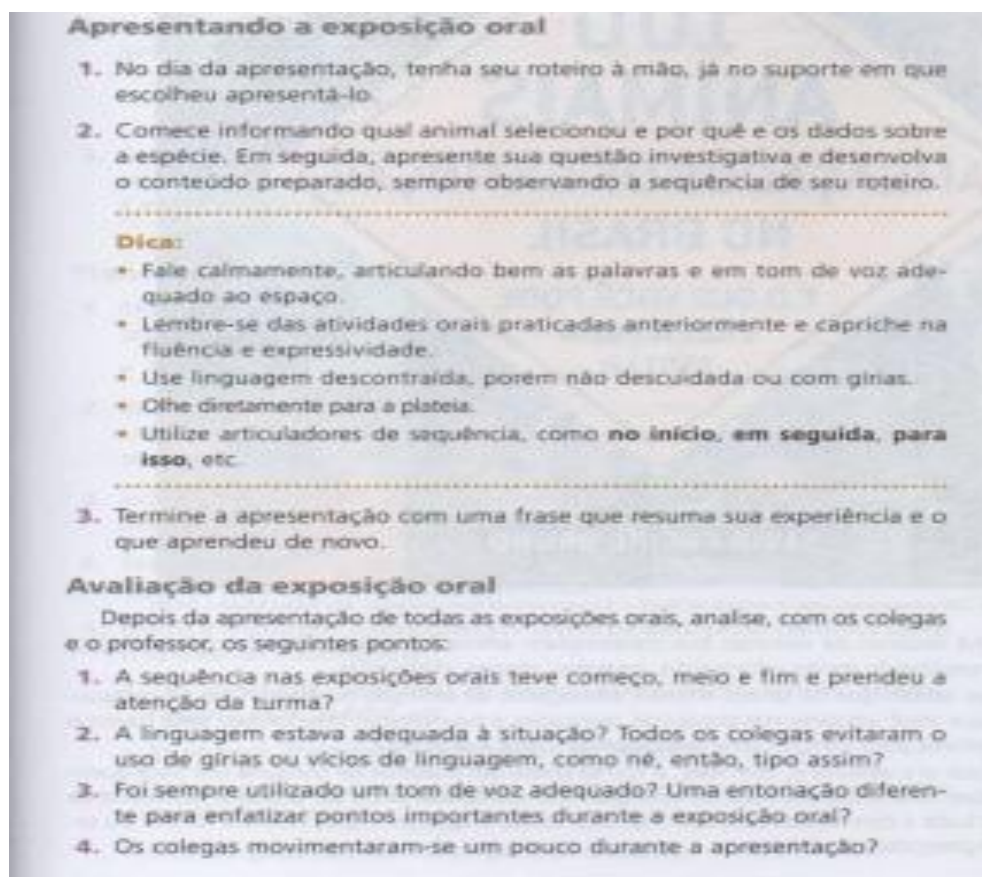 Apresentando a exposição oral
1. No dia da apresentação, tenha seu roteiro à mão, já no suporte em que
escolheu apresentá-lo.
2. Comece informando qual animal selecionou e por quê e os dados sobre
a espécie. Em seguida, apresente sua questão investigativa e desenvolva
o conteúdo preparado, sempre observando a sequência de seu roteiro.
Dica:
• Fale calmamente, articulando bem as palavras e em tom de voz ade-
quado ao espaço.
• Lembre-se das atividades orais praticadas anteriormente e capriche na
fluência e expressividade.
• Use linguagem descontraída, porém não descuidada ou com gírias.
• Olhe diretamente para a plateia.
• Utilize articuladores de sequência, como no início, em seguida, para
isso, etc.
3. Termine a apresentação com uma frase que resuma sua experiência e o
que aprendeu de novo.
Avaliação da exposição oral
Depois da apresentação de todas as exposições orais, analise, com os colegas
e o professor, os seguintes pontos:
1. A sequência nas exposições orais teve começo, meio e fim e prendeu a
atenção da turma?
2. A linguagem estava adequada à situação? Todos os colegas evitaram o
uso de gírias ou vícios de linguagem, como né, então, tipo assim?
3. Foi sempre utilizado um tom de voz adequado? Uma entonação diferen-
te para enfatizar pontos importantes durante a exposição oral?
4. Os colegas movimentaram-se um pouco durante a apresentação?